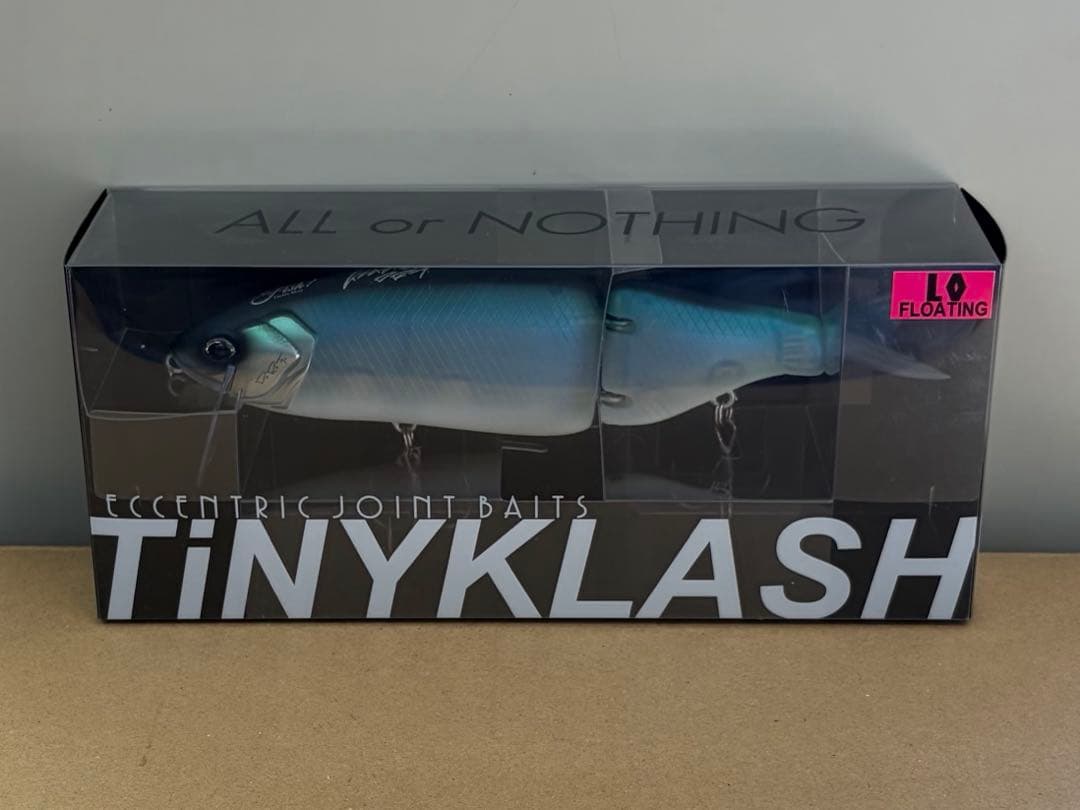 ALL or NOTHING
LO
FLOATING
ECCENTRIC JOINT BAITS
TiNYKLASH